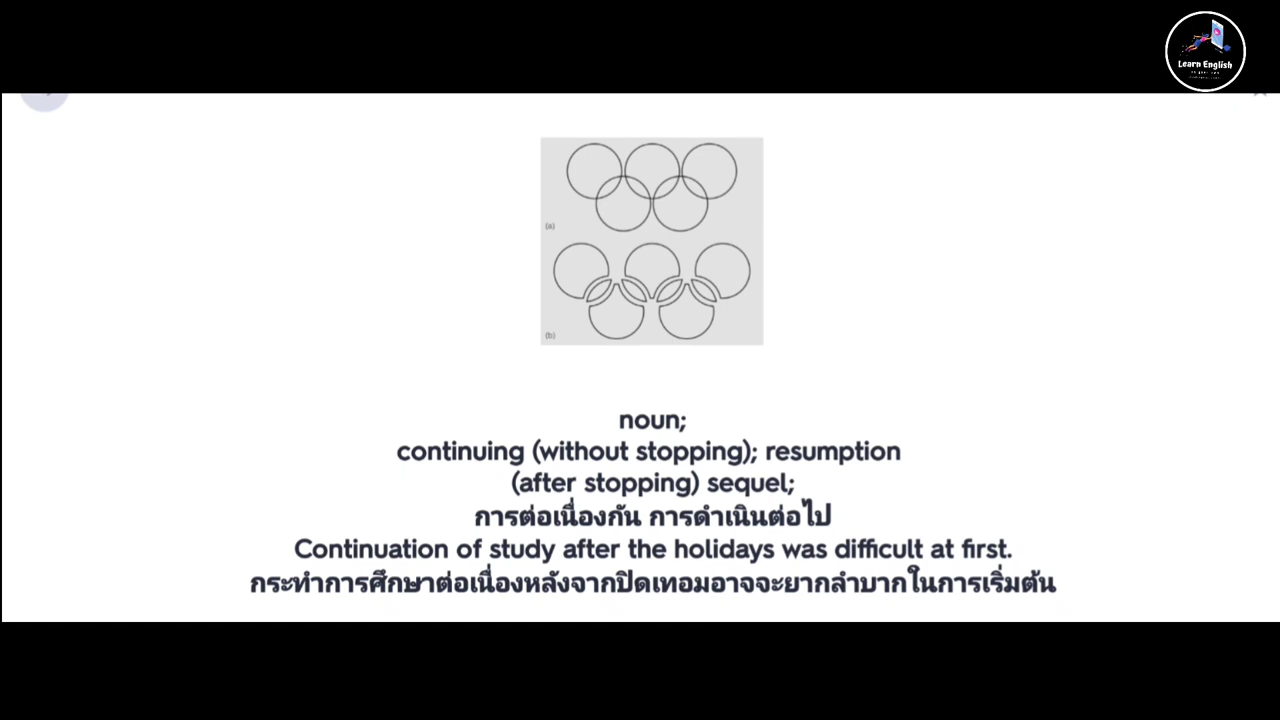 Learn English
(a)
(b)
noun;
continuing (without stopping); resumption
(after stopping) sequel;
การต่อเนื่องกัน การดำเนินต่อไป
Continuation of study after the holidays was difficult at first.
กระทำการศึกษาต่อเนื่องหลังจากปิดเทอมอาจจะยากลำบากในการเริ่มต้น